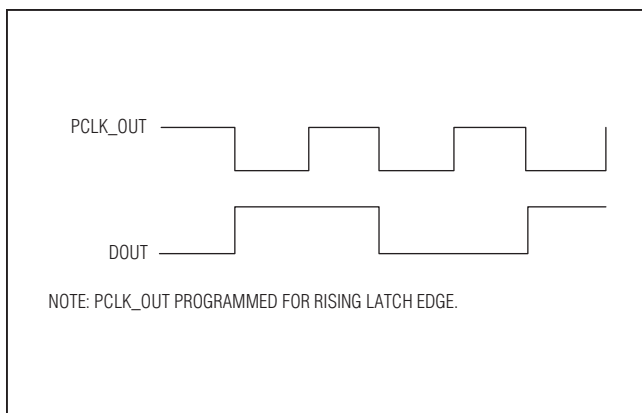 PCLK_OUT
DOUT
NOTE: PCLK_OUT PROGRAMMED FOR RISING LATCH EDGE.